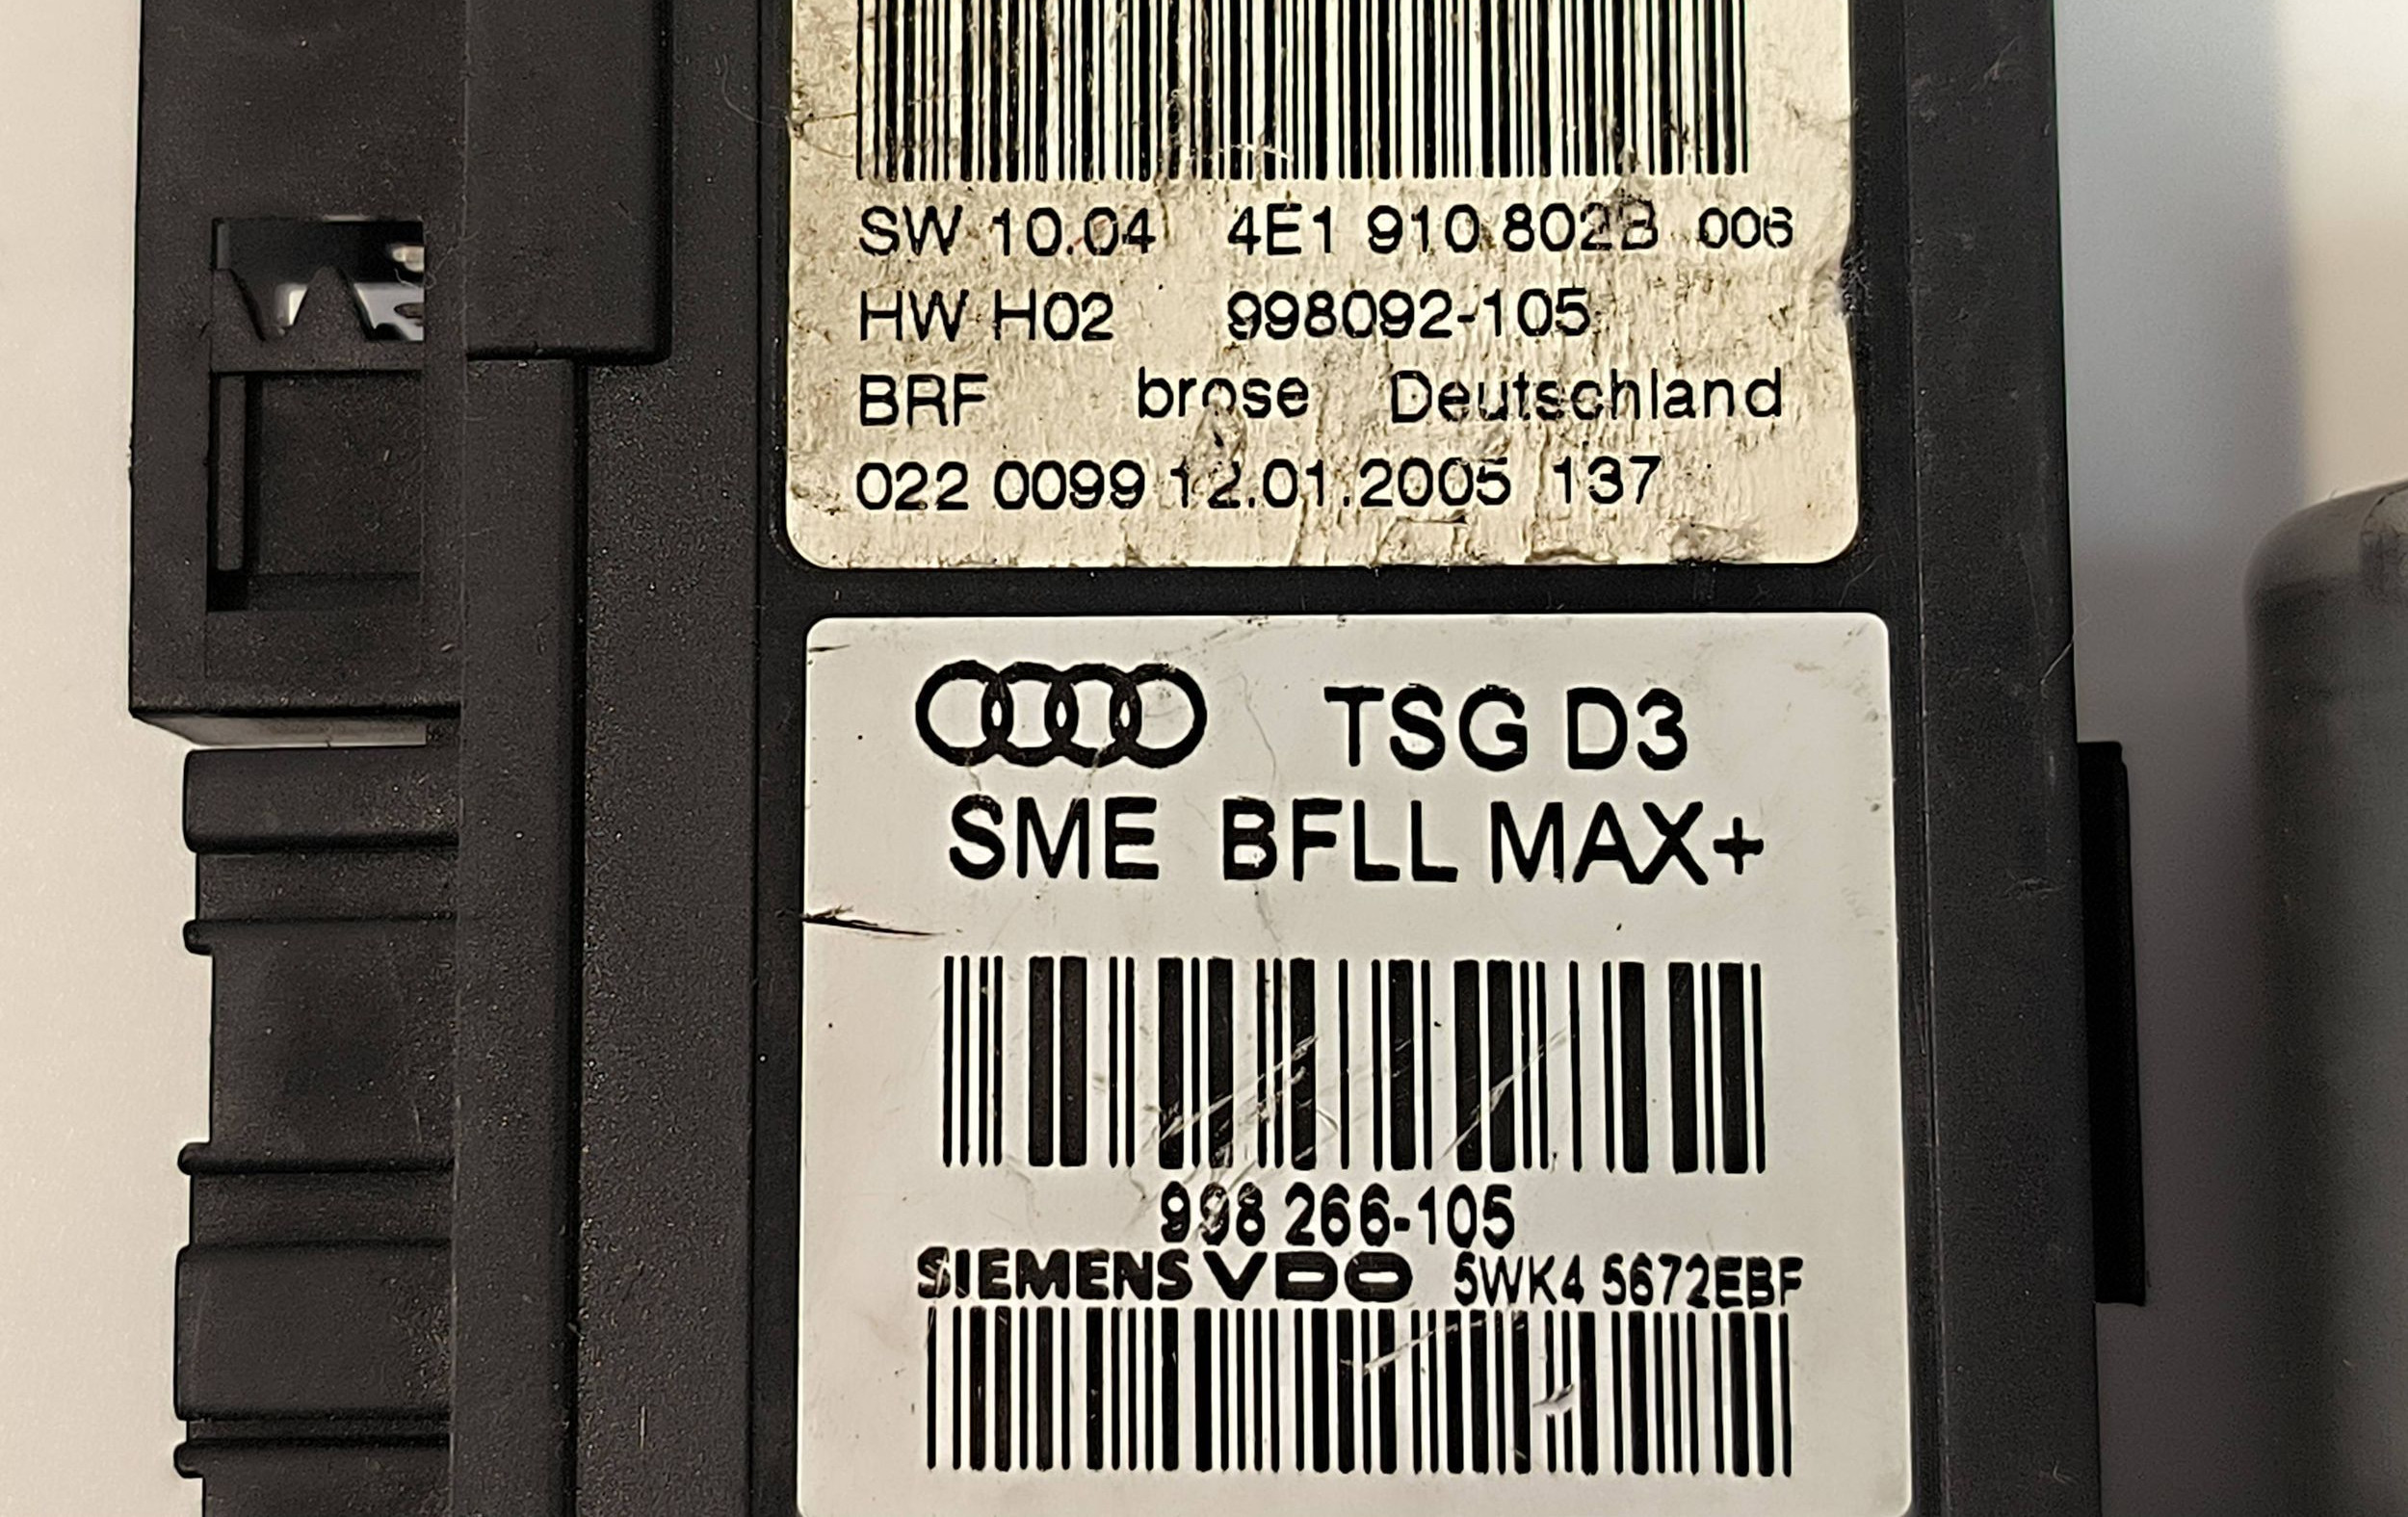 SW 10.04 4E1 910 802B 006
HW H02 998092-105
BRF brose Deutschland
022 0099 12.01.2005 137
TSG D3
SME BFLL MAX+
998 266-105
SIEMENS VDO 5WK4 5672EBF